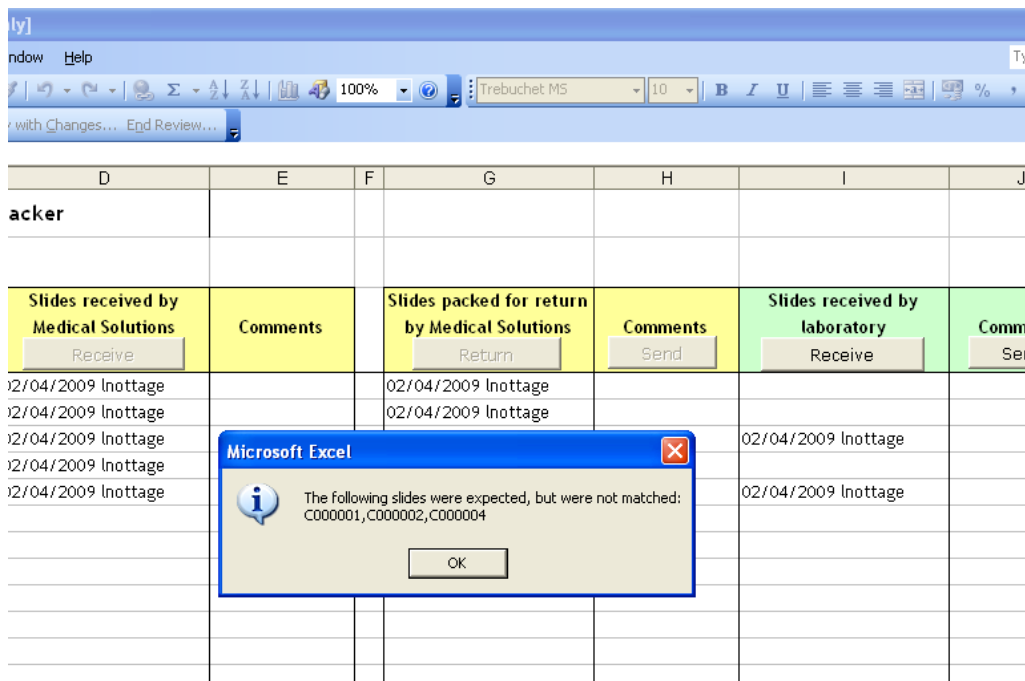 ly]
ndow Help
Σ 100% Trebuchet MS 10 B I U %
with Changes... End Review...
D E F G H I J
acker
Slides received by Medical Solutions
Comments
Slides packed for return by Medical Solutions
Comments
Slides received by laboratory
Comm
Receive Return Send Receive Se
02/04/2009 lnottage 02/04/2009 lnottage
02/04/2009 lnottage 02/04/2009 lnottage
02/04/2009 lnottage 02/04/2009 lnottage
02/04/2009 lnottage
02/04/2009 lnottage 02/04/2009 lnottage
Microsoft Excel
The following slides were expected, but were not matched:
C000001,C000002,C000004
OK